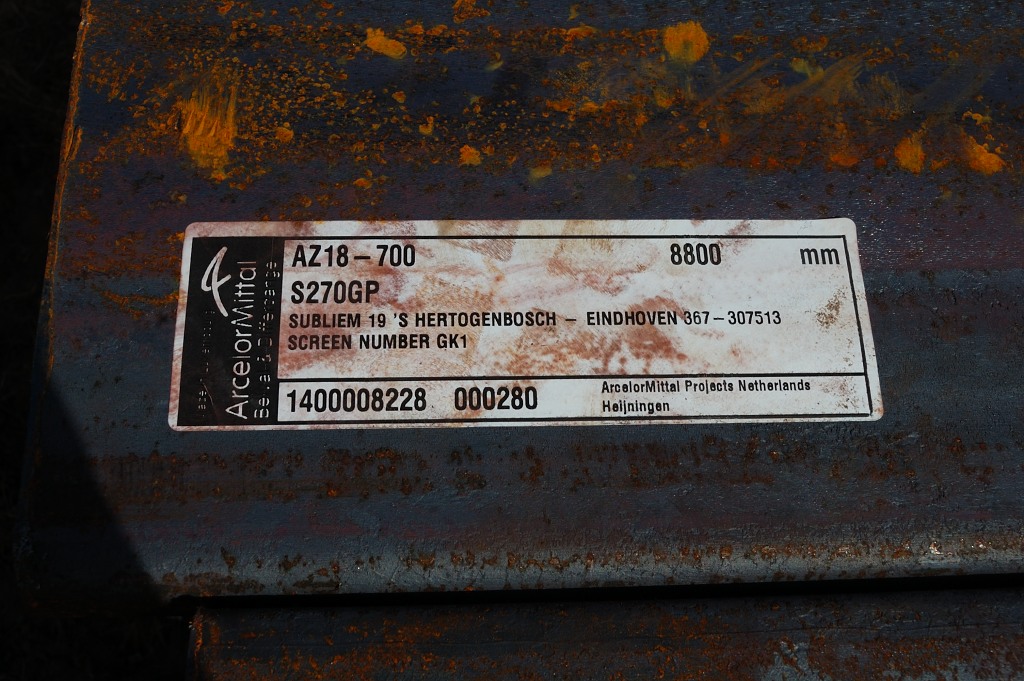 AZ18-700 8800 mm
S270GP
SUBLIEM 19 'S HERTOGENBOSCH - EINDHOVEN 367-307513
SCREEN NUMBER GK1
1400008228 000280
ArcelorMittal Projects Netherlands
Heijningen
ArcelorMittal